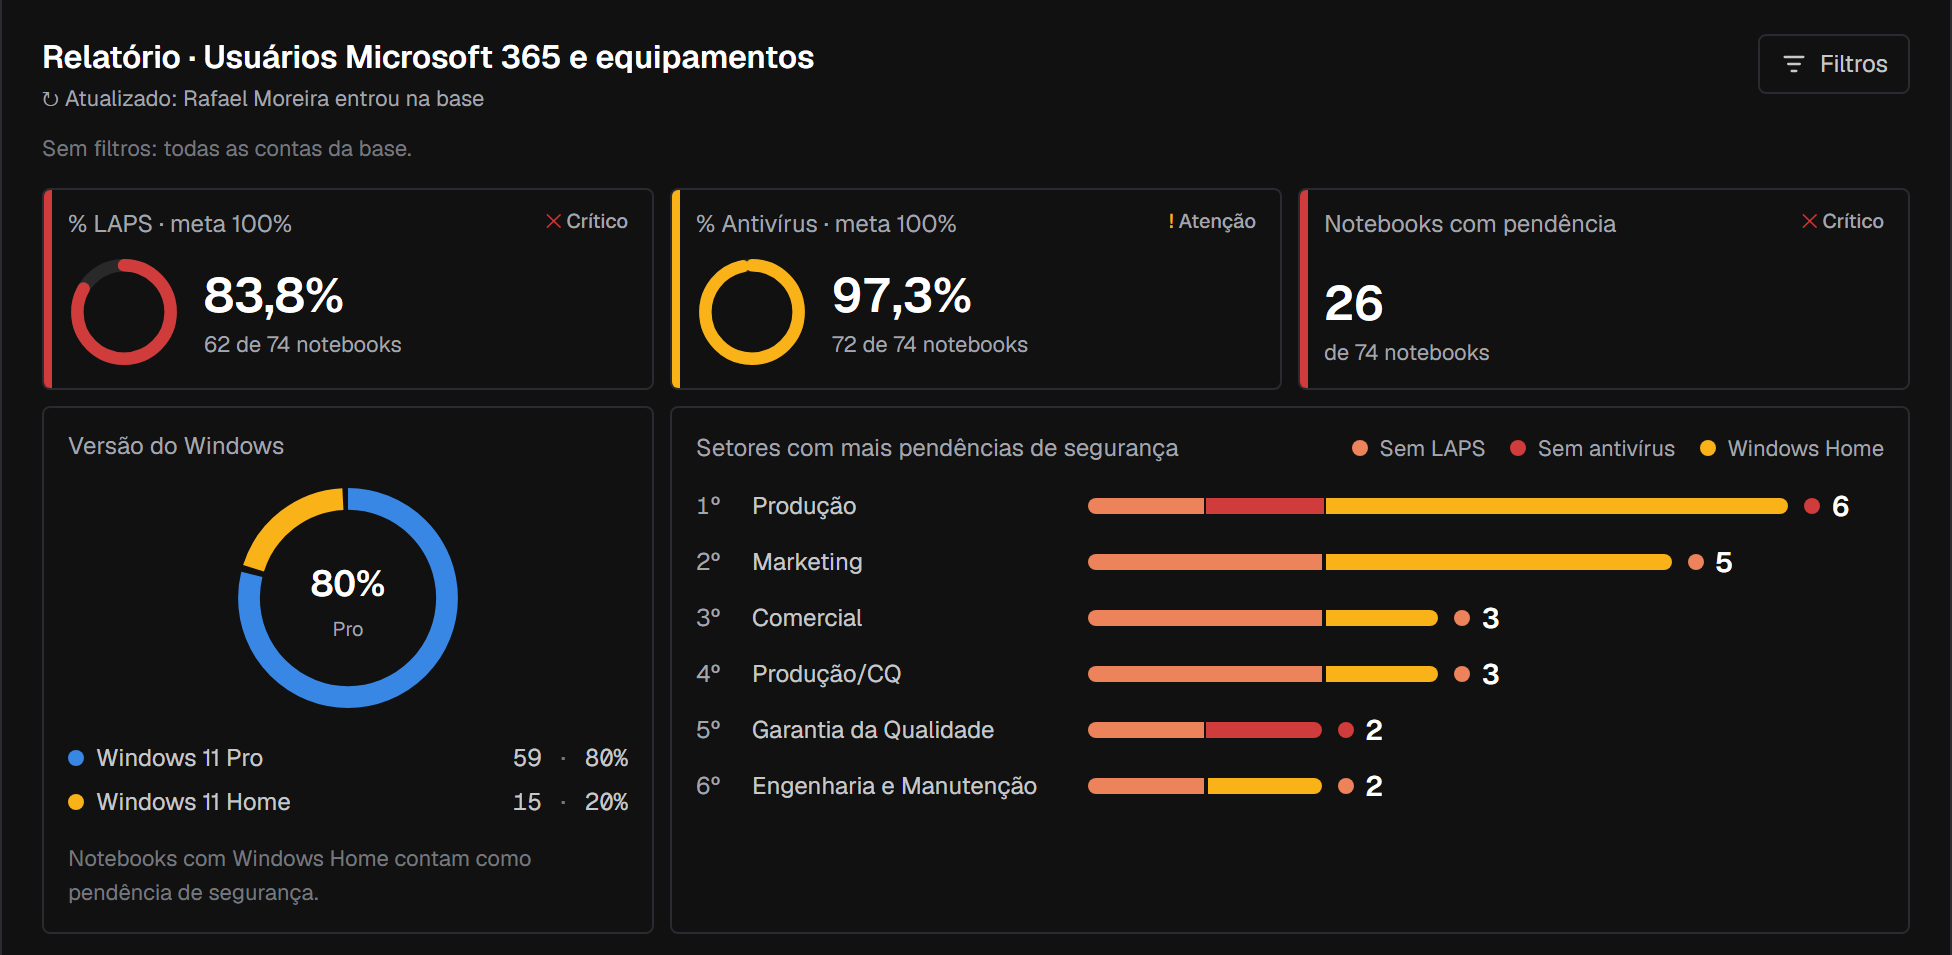 Relatório · Usuários Microsoft 365 e equipamentos
Filtros
↻ Atualizado: Rafael Moreira entrou na base
Sem filtros: todas as contas da base.
% LAPS · meta 100%
× Crítico
83,8%
62 de 74 notebooks
% Antivírus · meta 100%
! Atenção
97,3%
72 de 74 notebooks
Notebooks com pendência
× Crítico
26
de 74 notebooks
Versão do Windows
80%
Pro
Windows 11 Pro 59 · 80%
Windows 11 Home 15 · 20%
Notebooks com Windows Home contam como
pendência de segurança.
Setores com mais pendências de segurança
Sem LAPS Sem antivírus Windows Home
1º Produção 6
2º Marketing 5
3º Comercial 3
4º Produção/CQ 3
5º Garantia da Qualidade 2
6º Engenharia e Manutenção 2